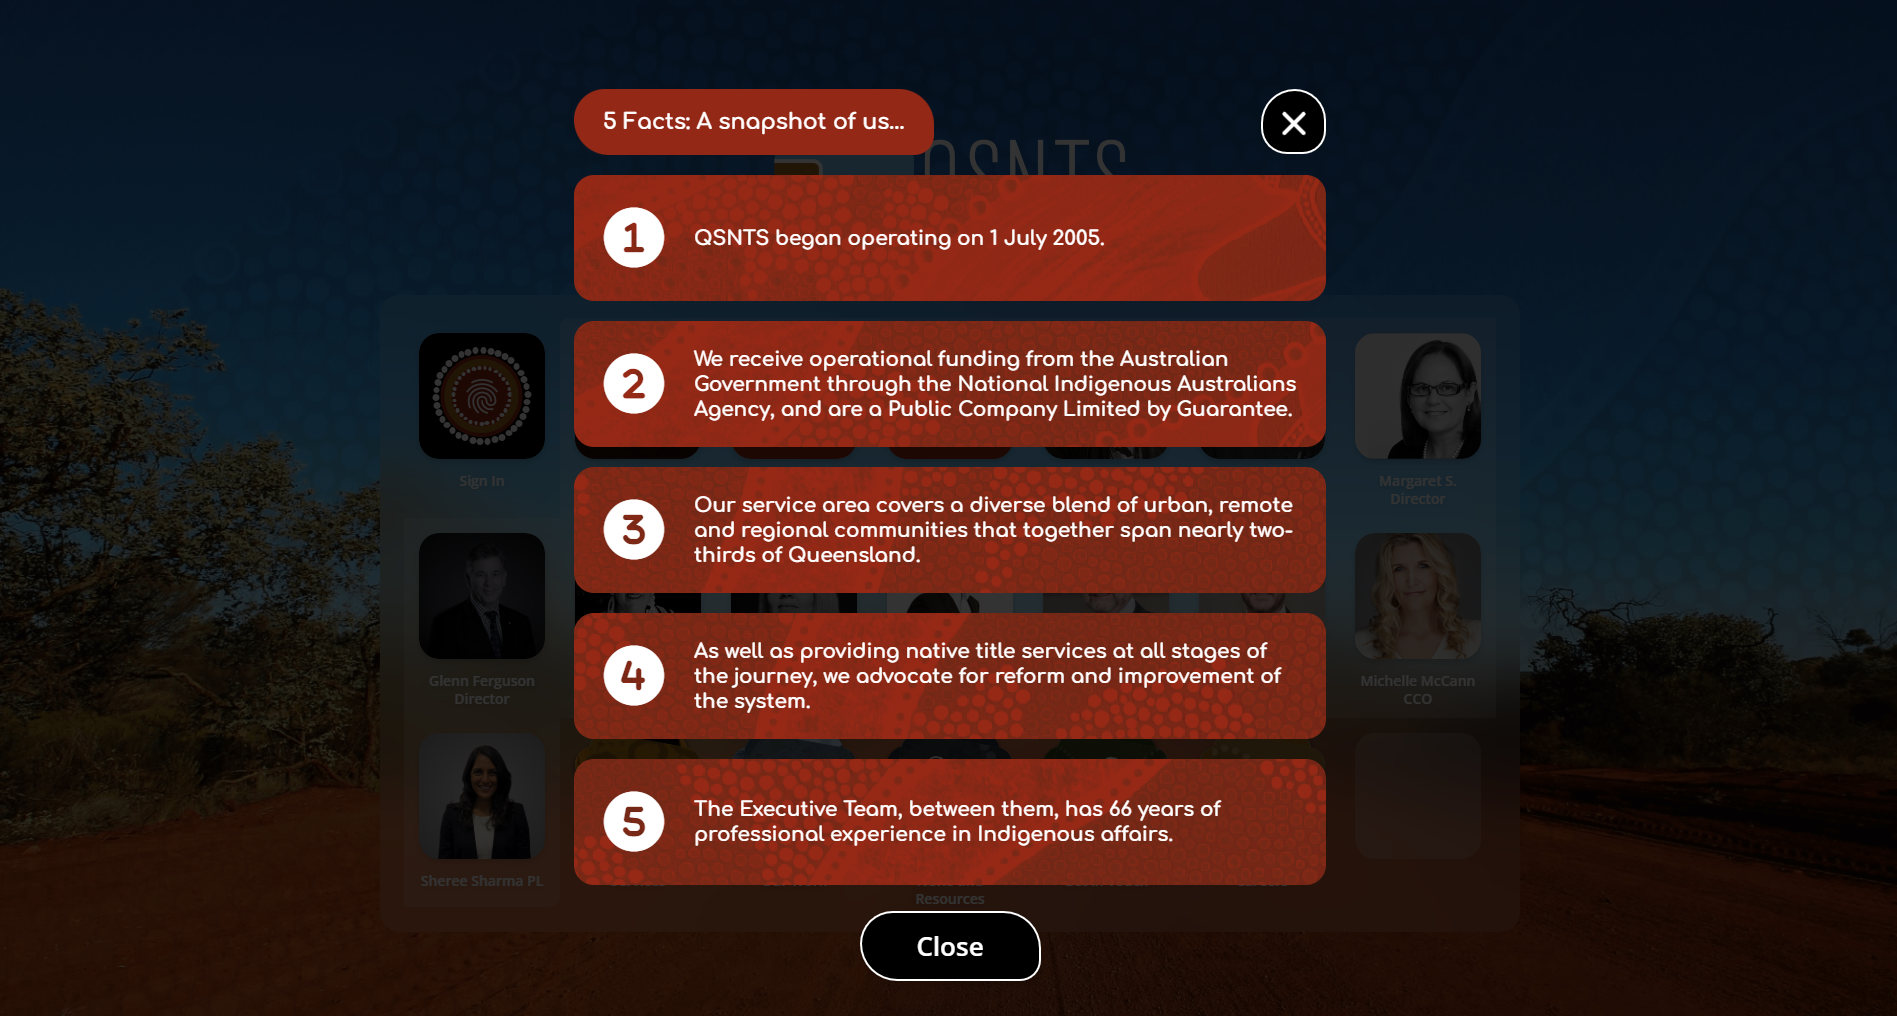 5 Facts: A snapshot of us...
QSNTS
1
QSNTS began operating on 1 July 2005.
2
We receive operational funding from the Australian
Government through the National Indigenous Australians
Agency, and are a Public Company Limited by Guarantee.
3
Our service area covers a diverse blend of urban, remote
and regional communities that together span nearly two-
thirds of Queensland.
4
As well as providing native title services at all stages of
the journey, we advocate for reform and improvement of
the system.
5
The Executive Team, between them, has 66 years of
professional experience in Indigenous affairs.
Sign In
Margaret S.
Director
Glenn Ferguson
Director
Michelle McCann
CCO
Sheree Sharma PL
Resources
Close